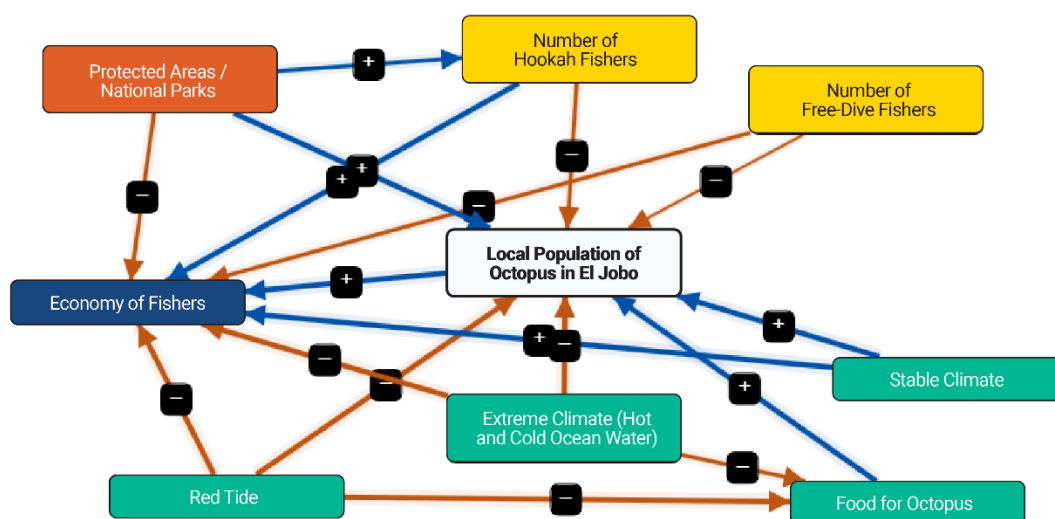 Number of
Hookah Fishers
Protected Areas /
National Parks
+
Number of
Free-Dive Fishers
−
+
+
−
−
−
Local Population of
Octopus in El Jobo
+
Economy of Fishers
+
+
−
−
Stable Climate
−
−
+
Extreme Climate (Hot
and Cold Ocean Water)
−
−
Red Tide
−
Food for Octopus